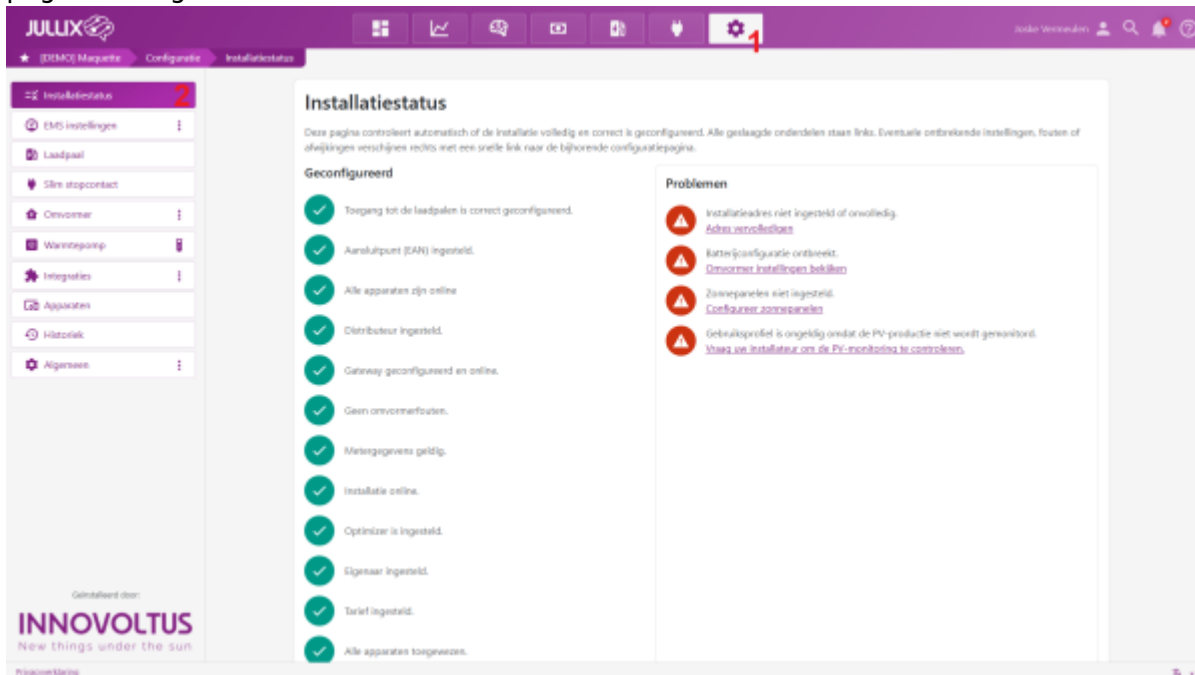 JULLIX
1
Joske Vermeulen
[DEMO] Maquette
Configuratie
Installatiestatus
Installatiestatus
2
EMS instellingen
Laadpaal
Slim stopcontact
Omvormer
Warmtepomp
Integraties
Apparaten
Historiek
Algemeen
Geïnstalleerd door:
INNOVOLTUS
New things under the sun
Privacyverklaring
Installatiestatus
Deze pagina controleert automatisch of de installatie volledig en correct is geconfigureerd. Alle geslaagde onderdelen staan links. Eventuele ontbrekende instellingen, fouten of
afwijkingen verschijnen rechts met een snelle link naar de bijhorende configuratiepagina.
Geconfigureerd
Toegang tot de laadpalen is correct geconfigureerd.
Aansluitpunt (EAN) ingesteld.
Alle apparaten zijn online
Distributeur ingesteld.
Gateway geconfigureerd en online.
Geen omvormerfouten.
Metergegevens geldig.
Installatie online.
Optimizer is ingesteld.
Eigenaar ingesteld.
Tarief ingesteld.
Alle apparaten toegewezen.
Problemen
Installatieadres niet ingesteld of onvolledig.
Adres vervolledigen
Batterijconfiguratie ontbreekt.
Omvormer instellingen bekijken
Zonnepanelen niet ingesteld.
Configureer zonnepanelen
Gebruiksprofiel is ongeldig omdat de PV-productie niet wordt gemonitord.
Vraag uw installateur om de PV-monitoring te controleren.